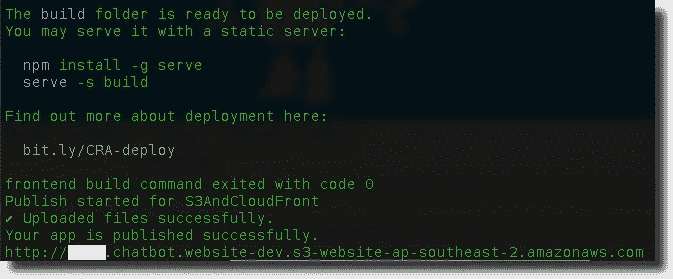 The build folder is ready to be deployed.
You may serve it with a static server:
npm install -g serve
serve -s build
Find out more about deployment here:
bit.ly/CRA-deploy
frontend build command exited with code 0
Publish started for S3AndCloudFront
✔ Uploaded files successfully.
Your app is published successfully.
http://.chatbot.website-dev.s3-website-ap-southeast-2.amazonaws.com